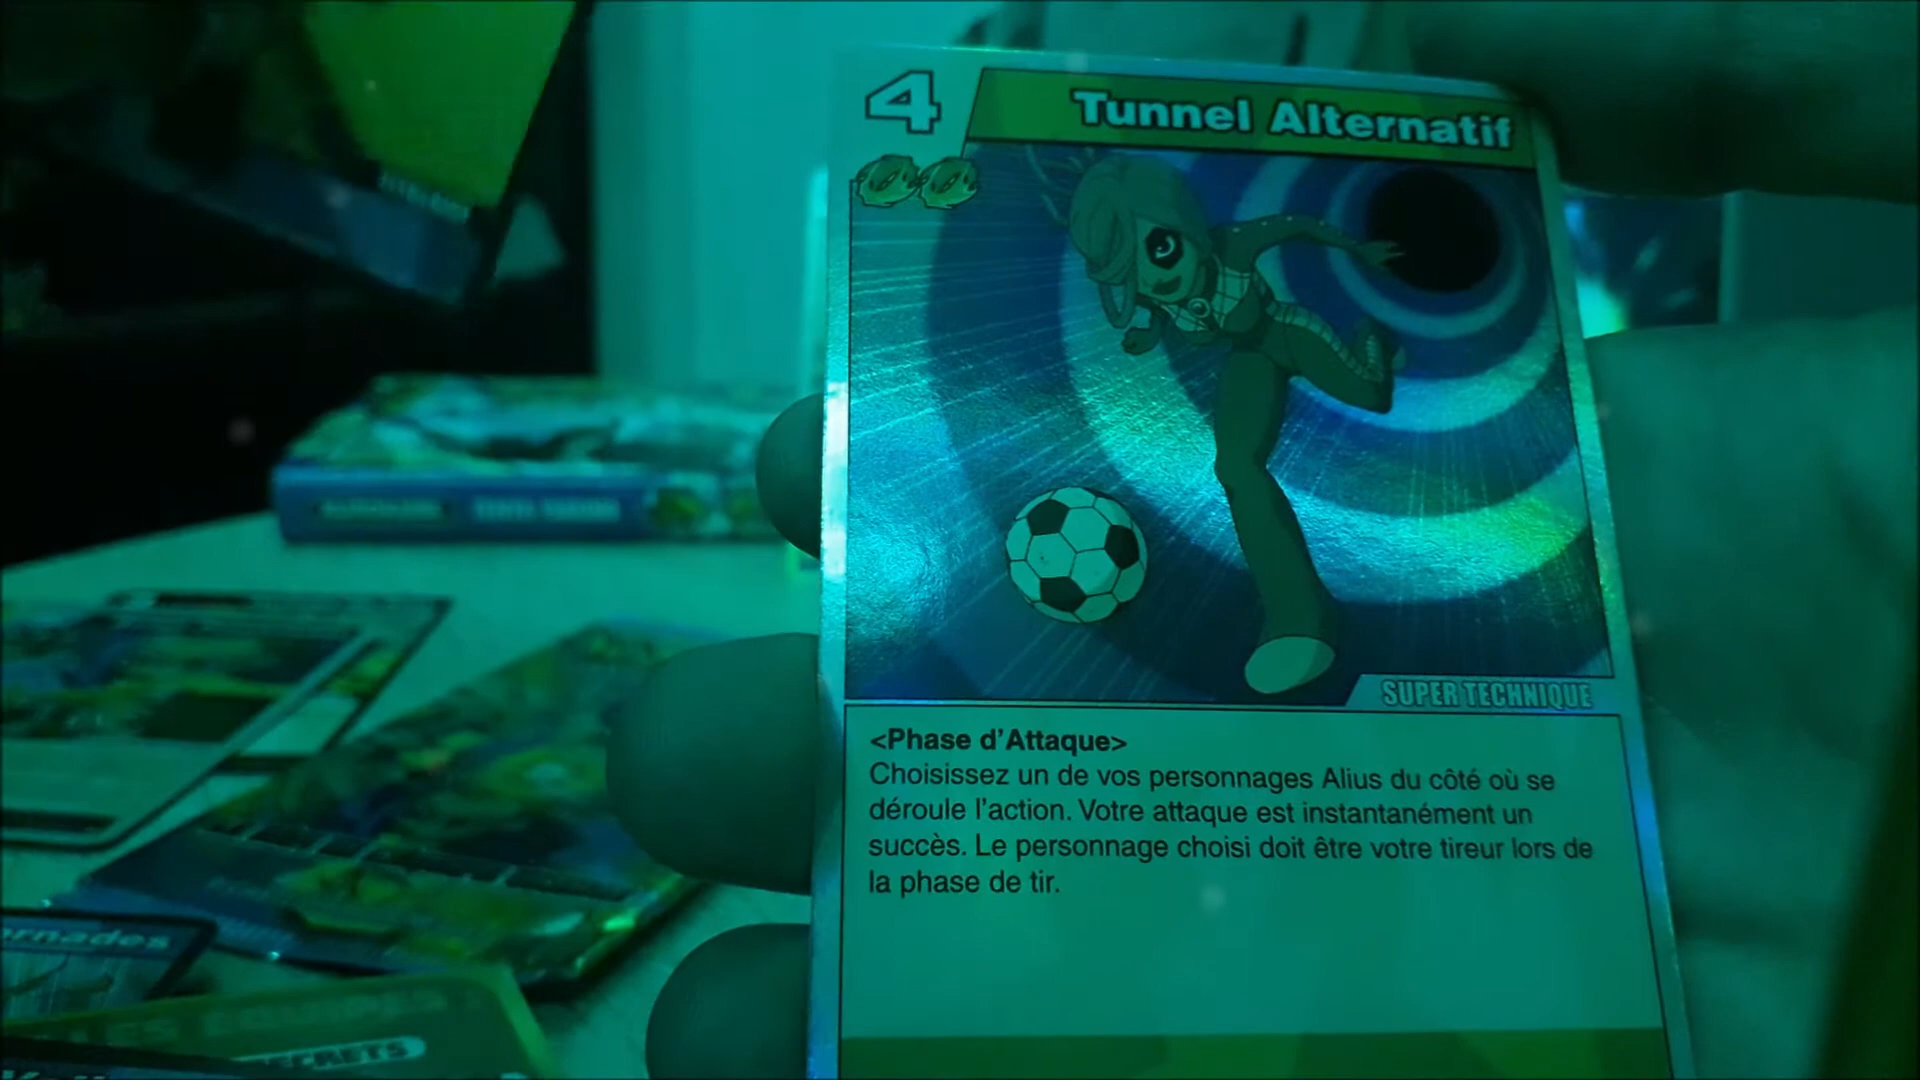 4
Tunnel Alternatif
SUPER TECHNIQUE
<Phase d'Attaque>
Choisissez un de vos personnages Alius du côté où se
déroule l'action. Votre attaque est instantanément un
succès. Le personnage choisi doit être votre tireur lors de
la phase de tir.